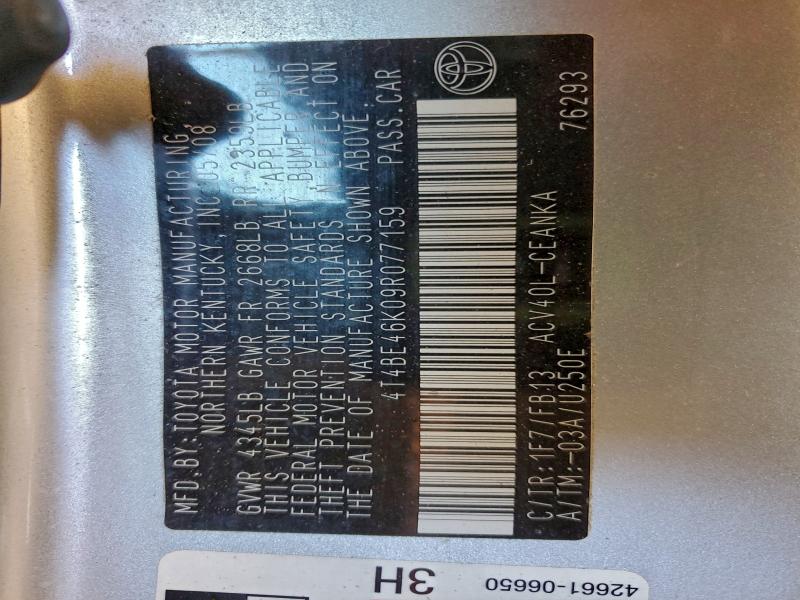 MFD.BY:TOYOTA MOTOR MANUFACTURING,
NORTHERN KENTUCKY, INC. 05/08
GVWR 4345LB GAWR FR 2668LB RR 2359LB
THIS VEHICLE CONFORMS TO ALL APPLICABLE
FEDERAL MOTOR VEHICLE SAFETY, BUMPER, AND
THEFT PREVENTION STANDARDS IN EFFECT ON
THE DATE OF MANUFACTURE SHOWN ABOVE.
4T4BE46K09R077159 PASS.CAR
C/TR:1F7/FB13 ACV40L-CEANKA
A/TM:-03A/U250E 76293
3H
42661-06650